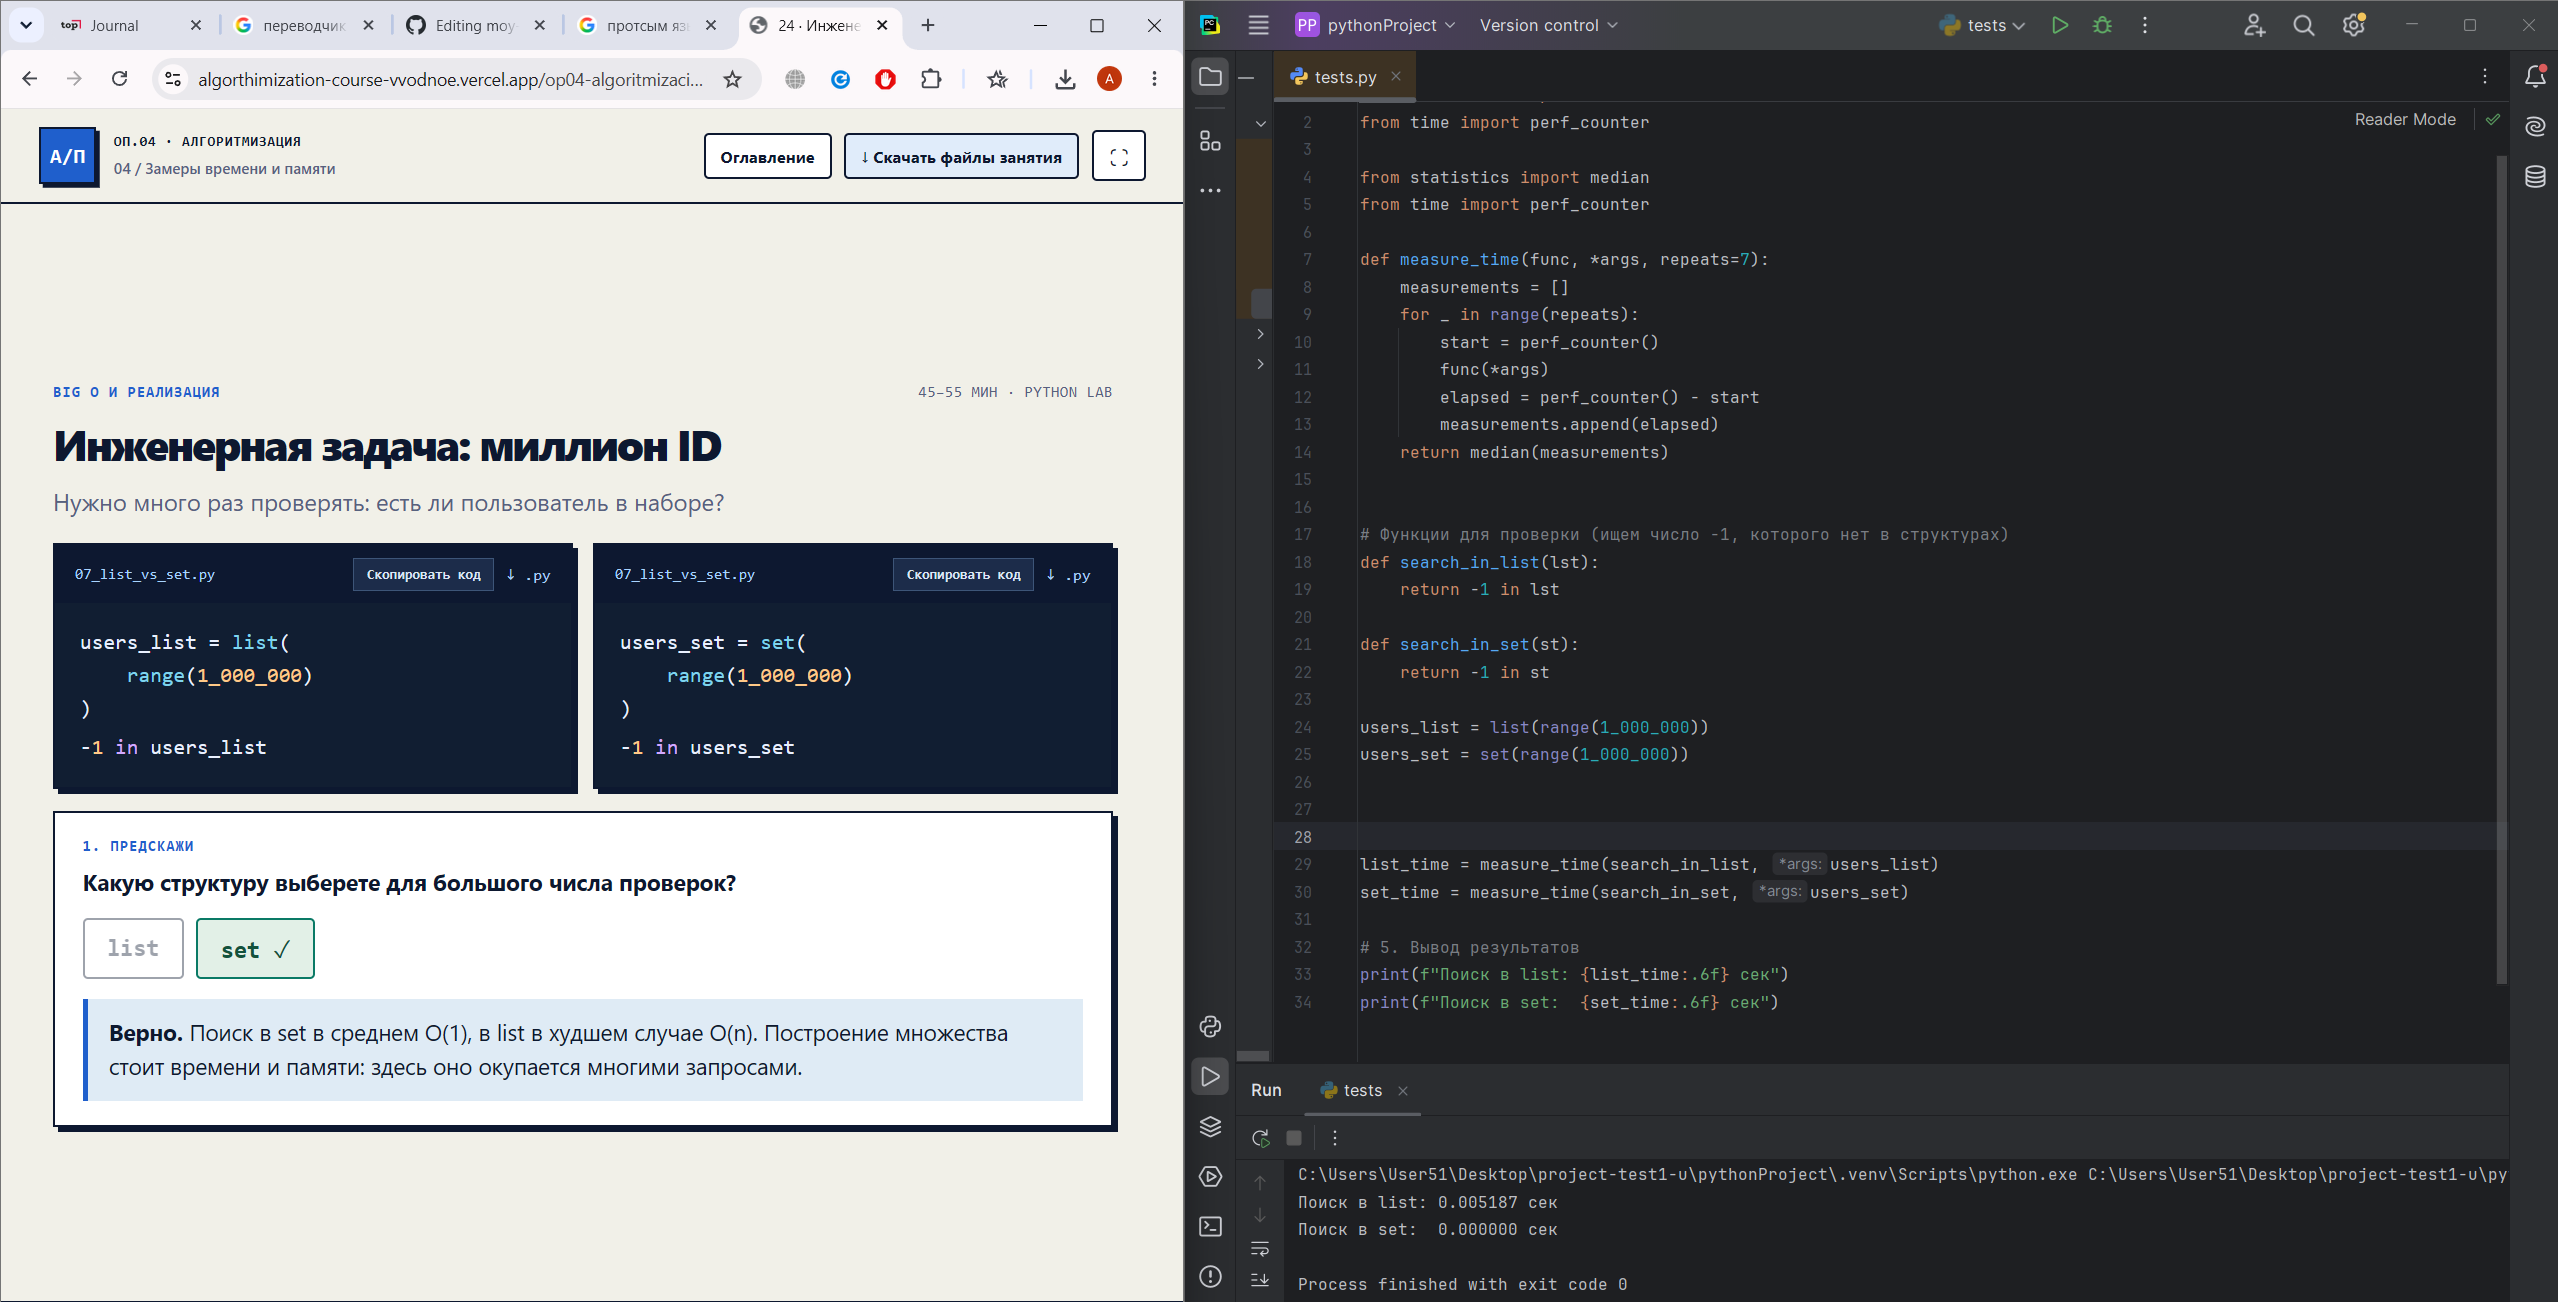 top Journal
переводчик
Editing moy
протсым яз
24 · Инжене
algorthimization-course-vvodnoe.vercel.app/op04-algoritmizaci...
A
А/П
ОП.04 · АЛГОРИТМИЗАЦИЯ
04 / Замеры времени и памяти
Оглавление
↓ Скачать файлы занятия
BIG O И РЕАЛИЗАЦИЯ
45–55 МИН · PYTHON LAB
Инженерная задача: миллион ID
Нужно много раз проверять: есть ли пользователь в наборе?
07_list_vs_set.py
Скопировать код
↓ .py
users_list = list(
range(1_000_000)
)
-1 in users_list
07_list_vs_set.py
Скопировать код
↓ .py
users_set = set(
range(1_000_000)
)
-1 in users_set
1. ПРЕДСКАЖИ
Какую структуру выберете для большого числа проверок?
list
set ✓
Верно. Поиск в set в среднем O(1), в list в худшем случае O(n). Построение множества
стоит времени и памяти: здесь оно окупается многими запросами.
PC
PP pythonProject
Version control
tests
tests.py
Reader Mode
2 from time import perf_counter
3
4 from statistics import median
5 from time import perf_counter
6
7 def measure_time(func, *args, repeats=7):
8 measurements = []
9 for _ in range(repeats):
10 start = perf_counter()
11 func(*args)
12 elapsed = perf_counter() - start
13 measurements.append(elapsed)
14 return median(measurements)
15
16
17 # Функции для проверки (ищем число -1, которого нет в структурах)
18 def search_in_list(lst):
19 return -1 in lst
20
21 def search_in_set(st):
22 return -1 in st
23
24 users_list = list(range(1_000_000))
25 users_set = set(range(1_000_000))
26
27
28
29 list_time = measure_time(search_in_list, *args: users_list)
30 set_time = measure_time(search_in_set, *args: users_set)
31
32 # 5. Вывод результатов
33 print(f"Поиск в list: {list_time:.6f} сек")
34 print(f"Поиск в set:  {set_time:.6f} сек")
Run
tests
C:\Users\User51\Desktop\project-test1-u\pythonProject\.venv\Scripts\python.exe C:\Users\User51\Desktop\project-test1-u\py
Поиск в list: 0.005187 сек
Поиск в set:  0.000000 сек
Process finished with exit code 0